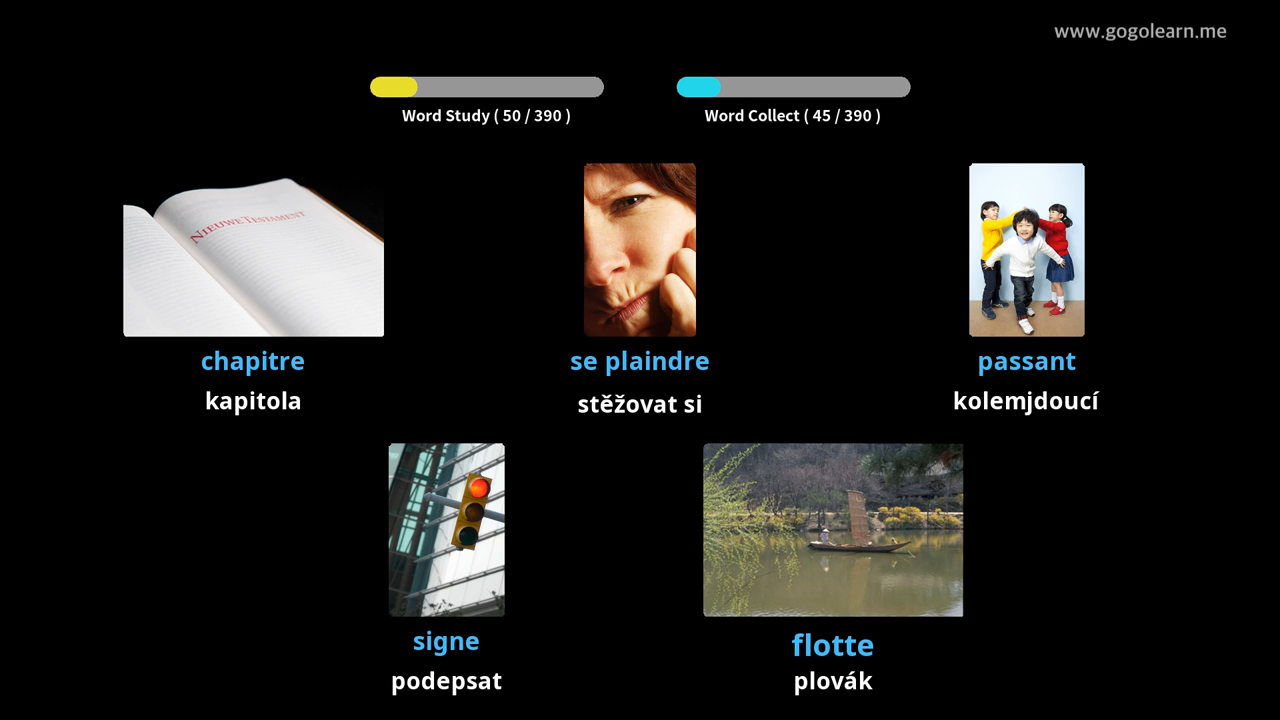 www.gogolearn.me
Word Study ( 50 / 390 )
Word Collect ( 45 / 390 )
NIEUWE TESTAMENT
chapitre
kapitola
se plaindre
stěžovat si
passant
kolemjdoucí
signe
podepsat
flotte
plovák